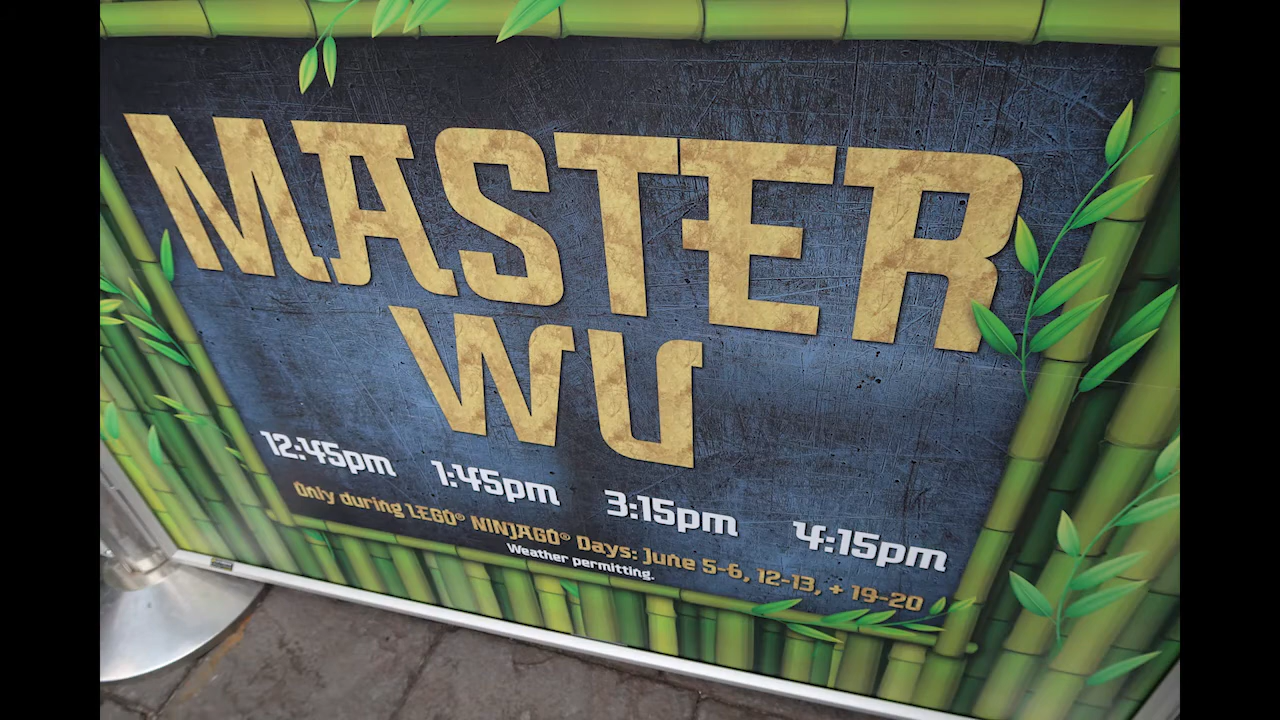 MASTER
WU
12:45pm 1:45pm 3:15pm 4:15pm
Only during LEGO® NINJAGO® Days: June 5-6, 12-13, + 19-20
Weather permitting.